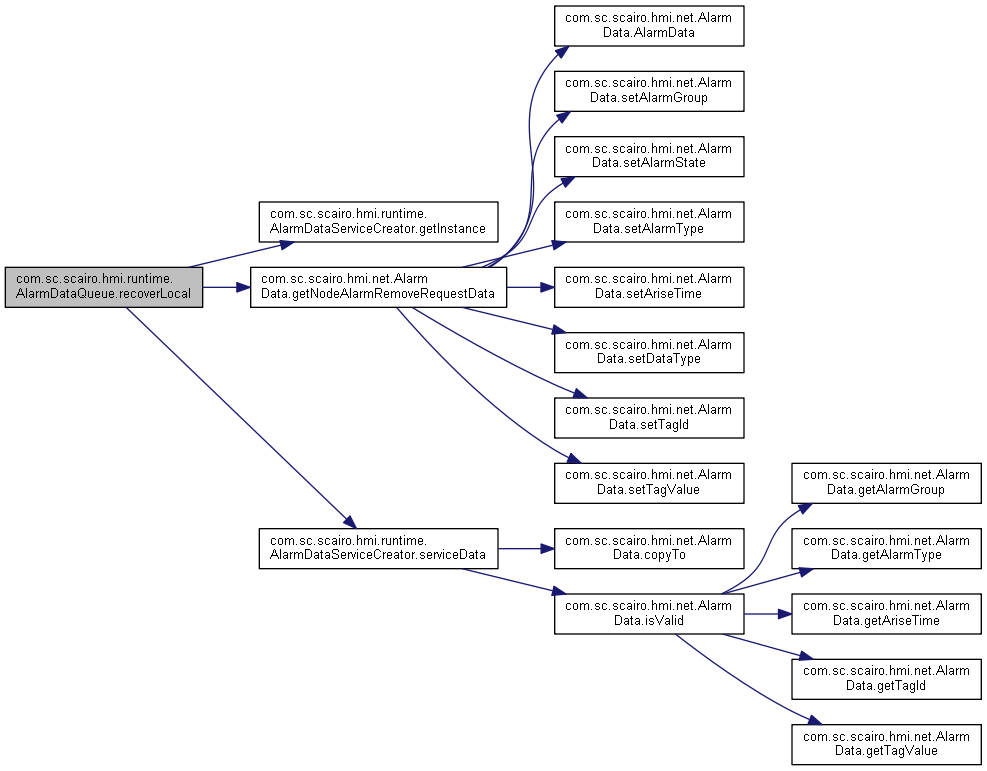 com.sc.scairo.hmi.net.Alarm
Data.AlarmData
com.sc.scairo.hmi.net.Alarm
Data.setAlarmGroup
com.sc.scairo.hmi.net.Alarm
Data.setAlarmState
com.sc.scairo.hmi.runtime.
AlarmDataServiceCreator.getInstance
com.sc.scairo.hmi.net.Alarm
Data.setAlarmType
com.sc.scairo.hmi.runtime.
AlarmDataQueue.recoverLocal
com.sc.scairo.hmi.net.Alarm
Data.getNodeAlarmRemoveRequestData
com.sc.scairo.hmi.net.Alarm
Data.setAriseTime
com.sc.scairo.hmi.net.Alarm
Data.setDataType
com.sc.scairo.hmi.net.Alarm
Data.setTagId
com.sc.scairo.hmi.net.Alarm
Data.setTagValue
com.sc.scairo.hmi.net.Alarm
Data.getAlarmGroup
com.sc.scairo.hmi.runtime.
AlarmDataServiceCreator.serviceData
com.sc.scairo.hmi.net.Alarm
Data.copyTo
com.sc.scairo.hmi.net.Alarm
Data.getAlarmType
com.sc.scairo.hmi.net.Alarm
Data.isValid
com.sc.scairo.hmi.net.Alarm
Data.getAriseTime
com.sc.scairo.hmi.net.Alarm
Data.getTagId
com.sc.scairo.hmi.net.Alarm
Data.getTagValue